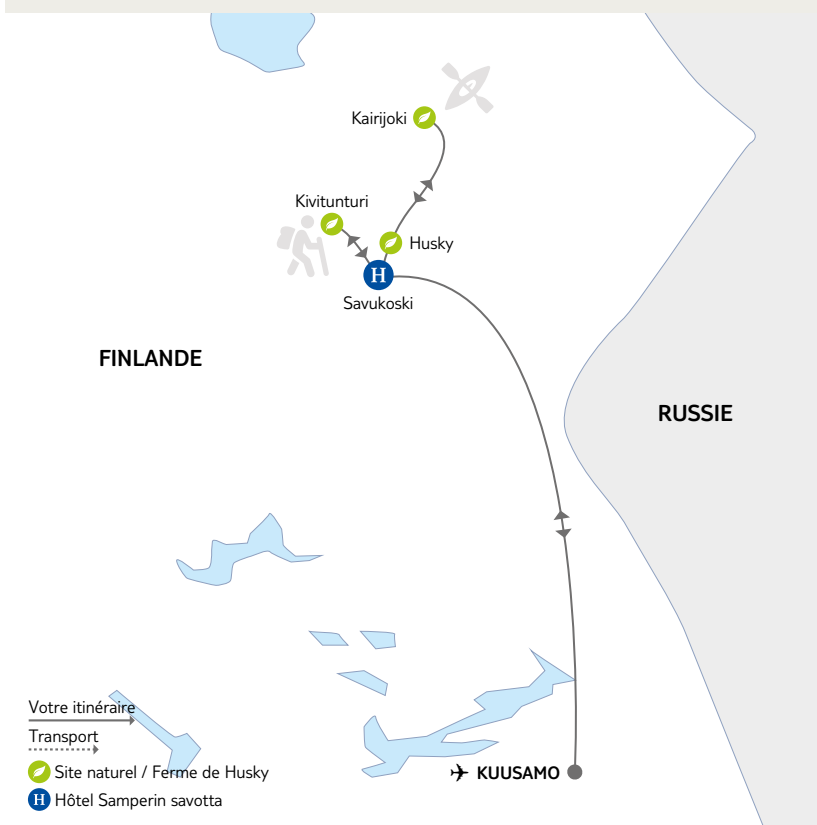 Kairijoki
Kivitunturi
Husky
H
Savukoski
FINLANDE
RUSSIE
Votre itinéraire
Transport
Site naturel / Ferme de Husky
H Hôtel Samperin savotta
KUUSAMO